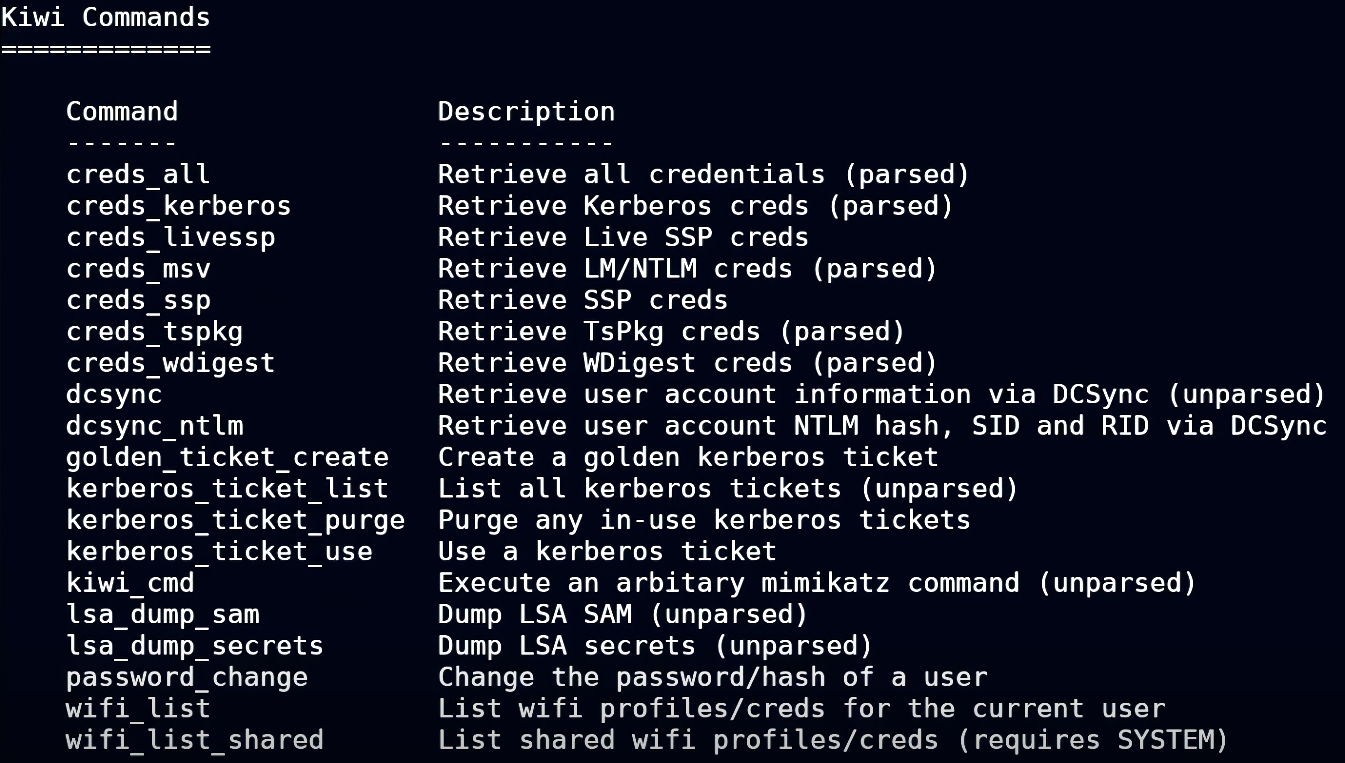 Kiwi Commands
=============
Command Description
------- -----------
creds_all Retrieve all credentials (parsed)
creds_kerberos Retrieve Kerberos creds (parsed)
creds_livessp Retrieve Live SSP creds
creds_msv Retrieve LM/NTLM creds (parsed)
creds_ssp Retrieve SSP creds
creds_tspkg Retrieve TsPkg creds (parsed)
creds_wdigest Retrieve WDigest creds (parsed)
dcsync Retrieve user account information via DCSync (unparsed)
dcsync_ntlm Retrieve user account NTLM hash, SID and RID via DCSync
golden_ticket_create Create a golden kerberos ticket
kerberos_ticket_list List all kerberos tickets (unparsed)
kerberos_ticket_purge Purge any in-use kerberos tickets
kerberos_ticket_use Use a kerberos ticket
kiwi_cmd Execute an arbitary mimikatz command (unparsed)
lsa_dump_sam Dump LSA SAM (unparsed)
lsa_dump_secrets Dump LSA secrets (unparsed)
password_change Change the password/hash of a user
wifi_list List wifi profiles/creds for the current user
wifi_list_shared List shared wifi profiles/creds (requires SYSTEM)